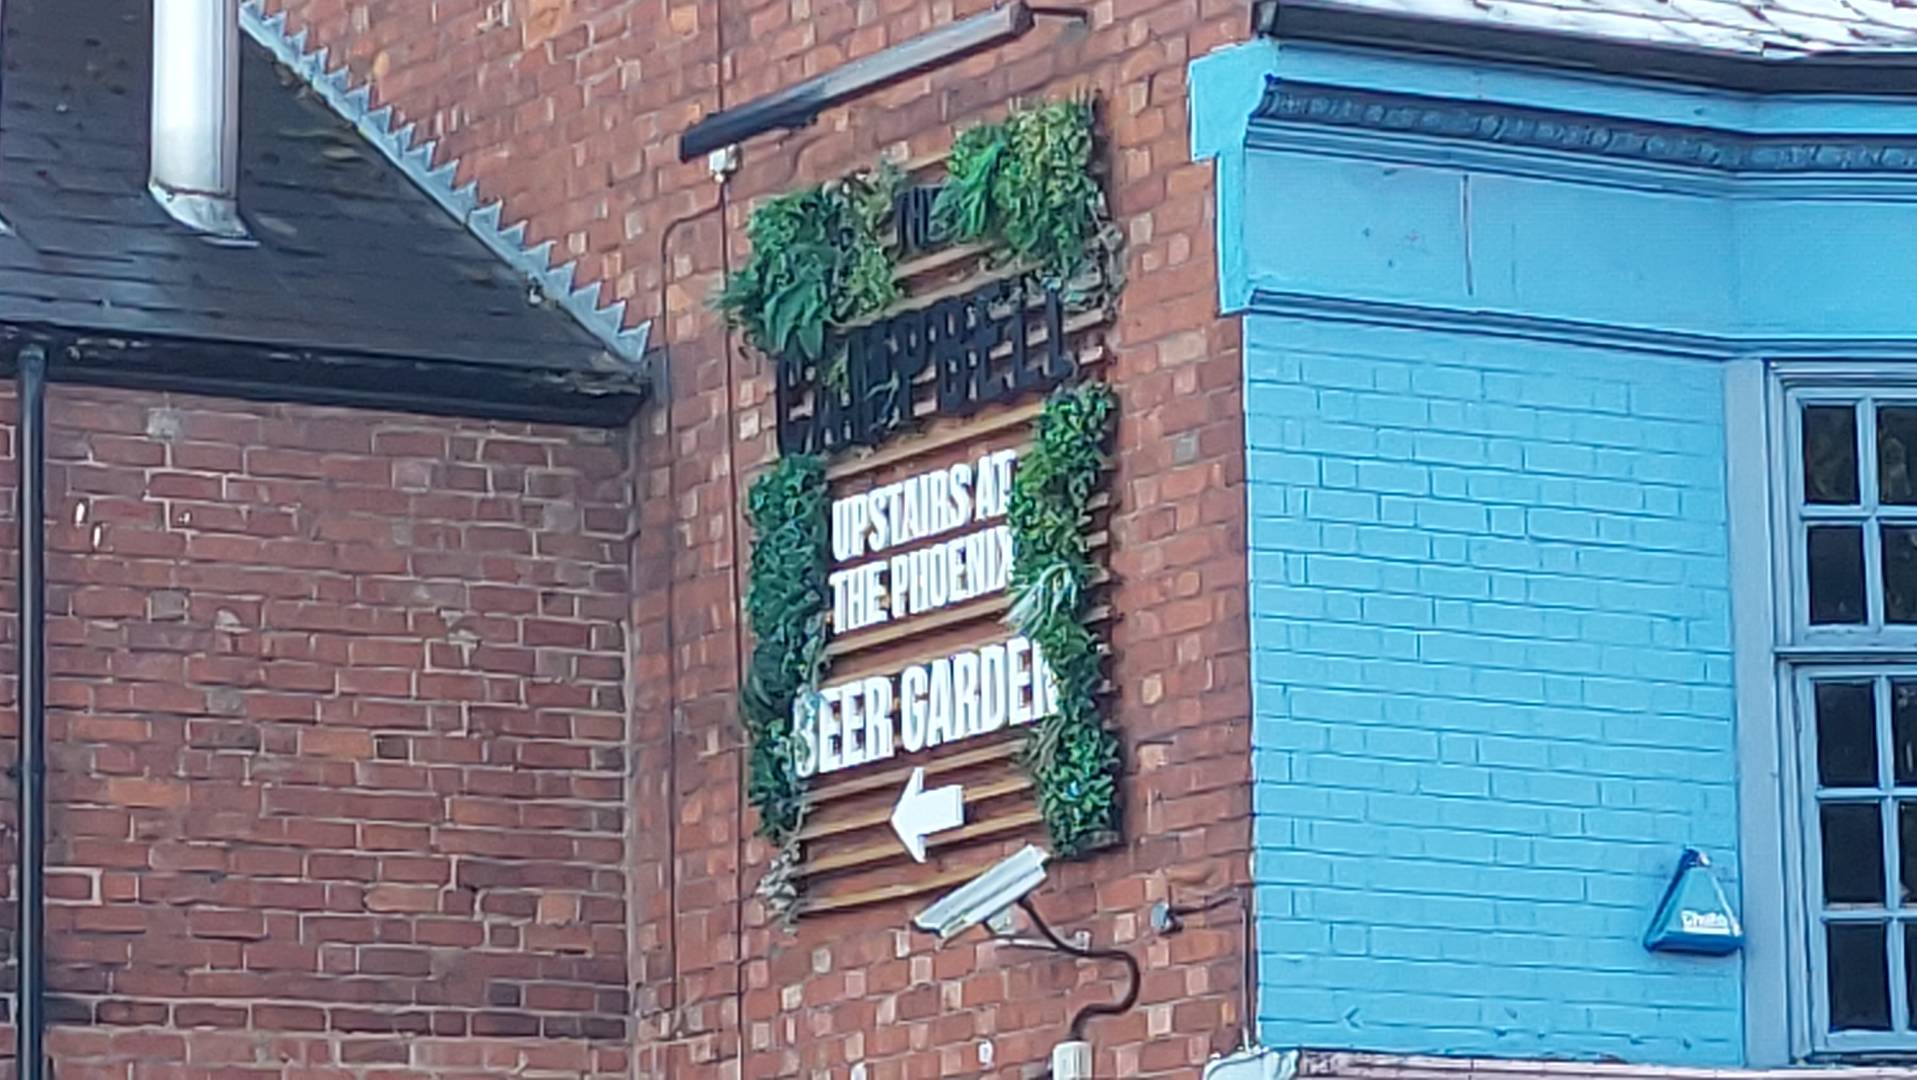 THE
CAMPBELL
UPSTAIRS AT
THE PHOENIX
BEER GARDEN